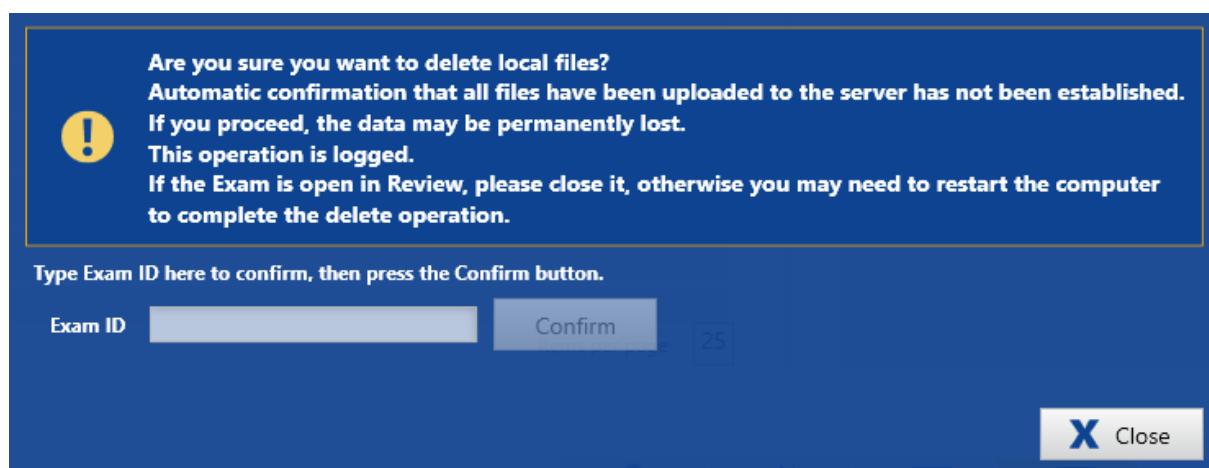 Are you sure you want to delete local files?
Automatic confirmation that all files have been uploaded to the server has not been established.
If you proceed, the data may be permanently lost.
This operation is logged.
If the Exam is open in Review, please close it, otherwise you may need to restart the computer
to complete the delete operation.
Type Exam ID here to confirm, then press the Confirm button.
Exam ID
Confirm
Items per page 25
X Close